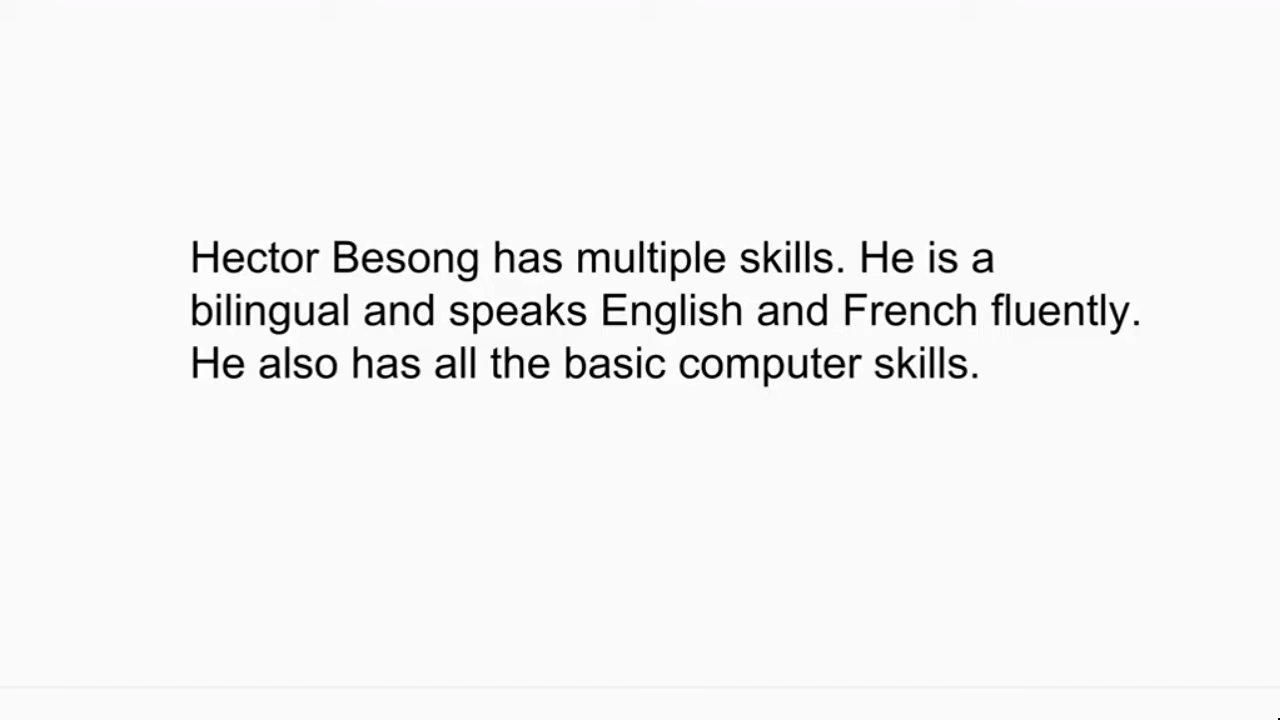 Hector Besong has multiple skills. He is a
bilingual and speaks English and French fluently.
He also has all the basic computer skills.